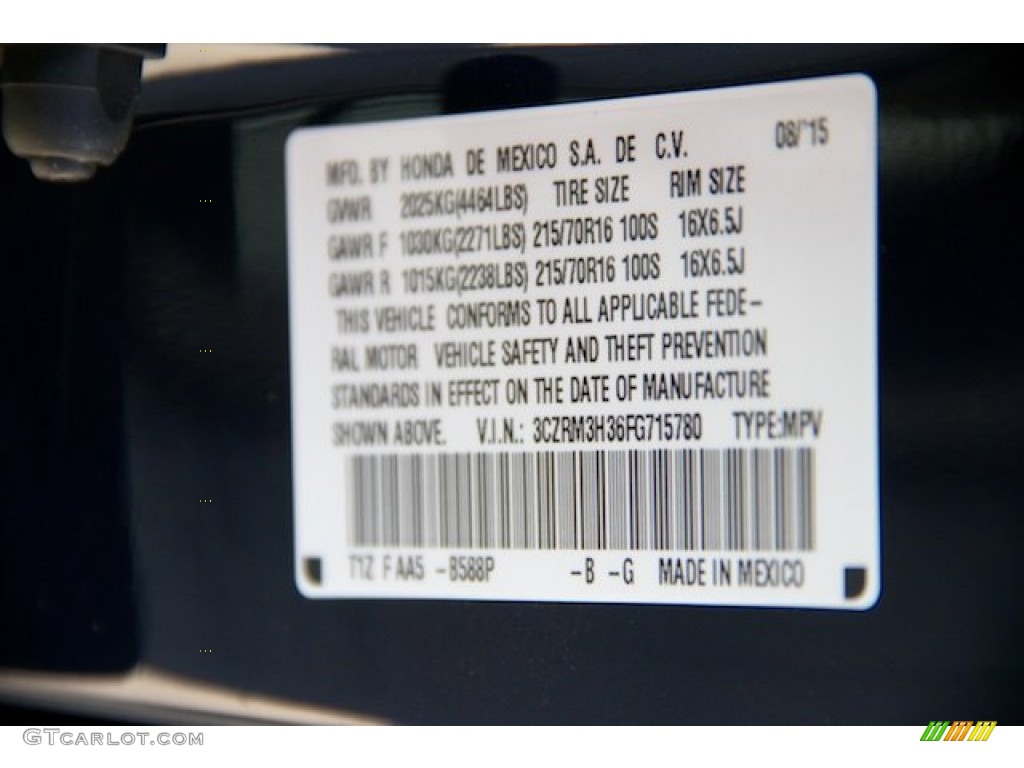 MFD. BY HONDA DE MEXICO S.A. DE C.V. 08/'15
GVWR 2025KG(4464LBS) TIRE SIZE RIM SIZE
GAWR F 1030KG(2271LBS) 215/70R16 100S 16X6.5J
GAWR R 1015KG(2238LBS) 215/70R16 100S 16X6.5J
THIS VEHICLE CONFORMS TO ALL APPLICABLE FEDE-
RAL MOTOR VEHICLE SAFETY AND THEFT PREVENTION
STANDARDS IN EFFECT ON THE DATE OF MANUFACTURE
SHOWN ABOVE. V.I.N.: 3CZRM3H36FG715780 TYPE:MPV
T1Z F AA5 -B588P -B -G MADE IN MEXICO
GTCARLOT.COM